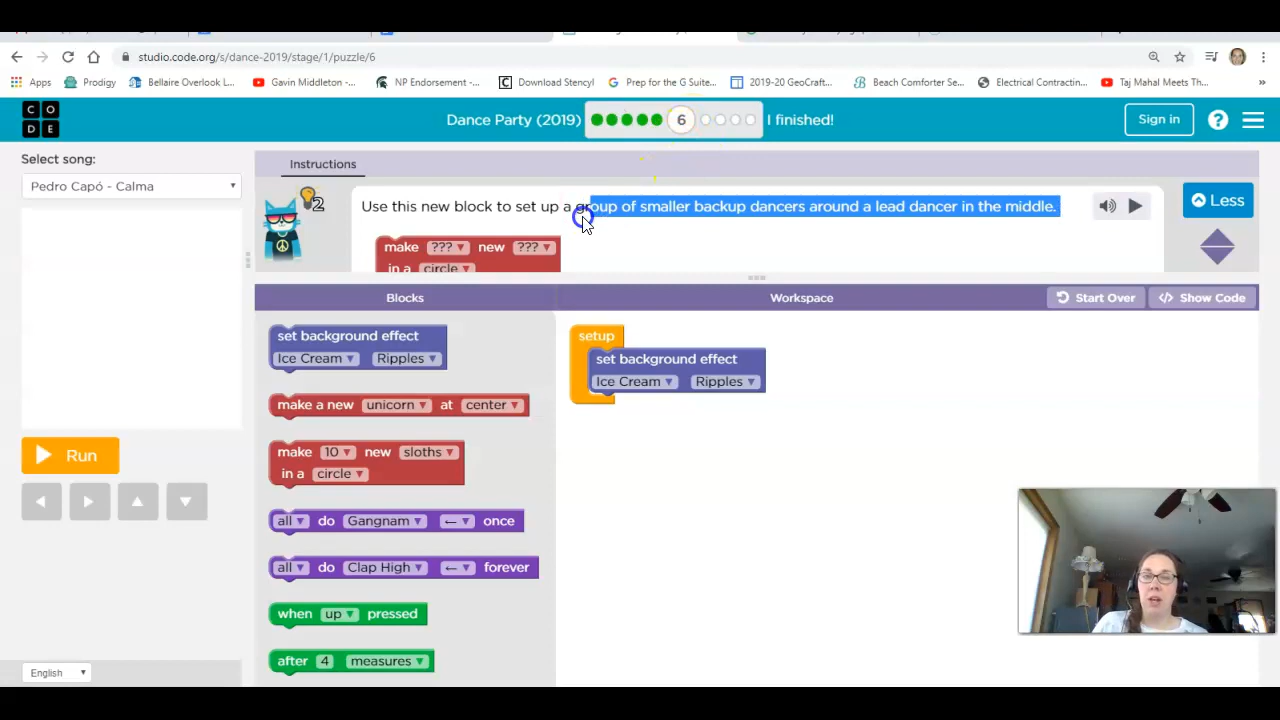 studio.code.org/s/dance-2019/stage/1/puzzle/6
Apps Prodigy Bellaire Overlook L... Gavin Middleton -... NP Endorsement -... Download Stencyl Prep for the G Suite... 2019-20 GeoCraft... Beach Comforter Se... Electrical Contractin... Taj Mahal Meets Th...
CODE
Dance Party (2019) 6 I finished!
Sign in ?
Select song:
Pedro Capó - Calma
Instructions
2
Use this new block to set up a group of smaller backup dancers around a lead dancer in the middle.
Less
make ??? new ???
in a circle
Blocks
Workspace
Start Over
Show Code
set background effect
Ice Cream Ripples
make a new unicorn at center
make 10 new sloths
in a circle
all do Gangnam ← once
all do Clap High ← forever
when up pressed
after 4 measures
setup
set background effect
Ice Cream Ripples
Run
English